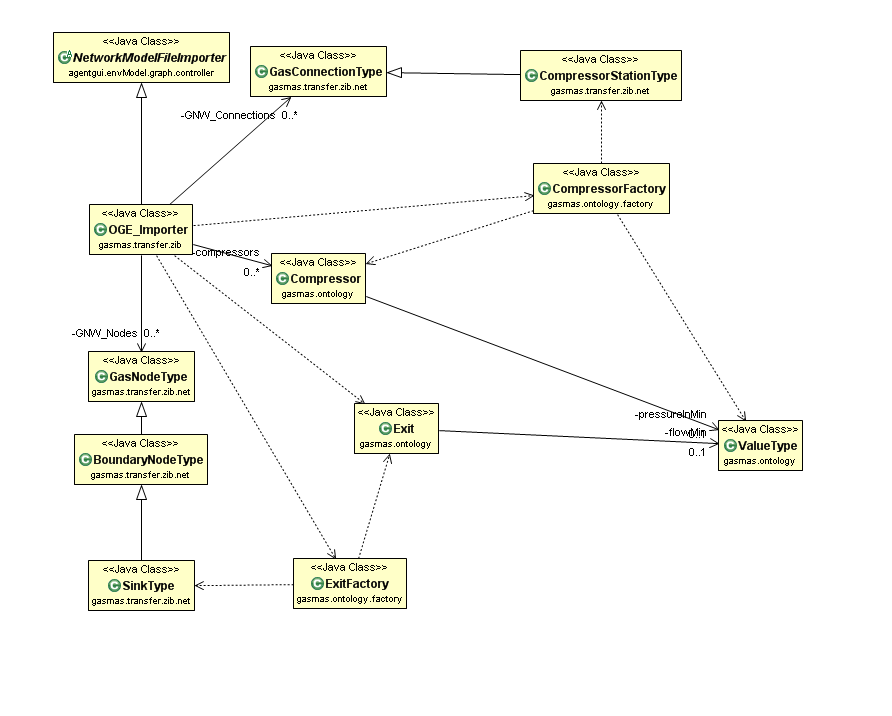 <<Java Class>>
NetworkModelFileImporter
agentgui.envModel.graph.controller
<<Java Class>>
GasConnectionType
gasmas.transfer.zib.net
<<Java Class>>
CompressorStationType
gasmas.transfer.zib.net
-GNW_Connections 0..*
<<Java Class>>
CompressorFactory
gasmas.ontology.factory
<<Java Class>>
OGE_Importer
gasmas.transfer.zib
-compressors
0..*
<<Java Class>>
Compressor
gasmas.ontology
-GNW_Nodes 0..*
<<Java Class>>
GasNodeType
gasmas.transfer.zib.net
<<Java Class>>
Exit
gasmas.ontology
-pressureInMin
0..1
-flowMin
0..1
<<Java Class>>
ValueType
gasmas.ontology
<<Java Class>>
BoundaryNodeType
gasmas.transfer.zib.net
<<Java Class>>
SinkType
gasmas.transfer.zib.net
<<Java Class>>
ExitFactory
gasmas.ontology.factory